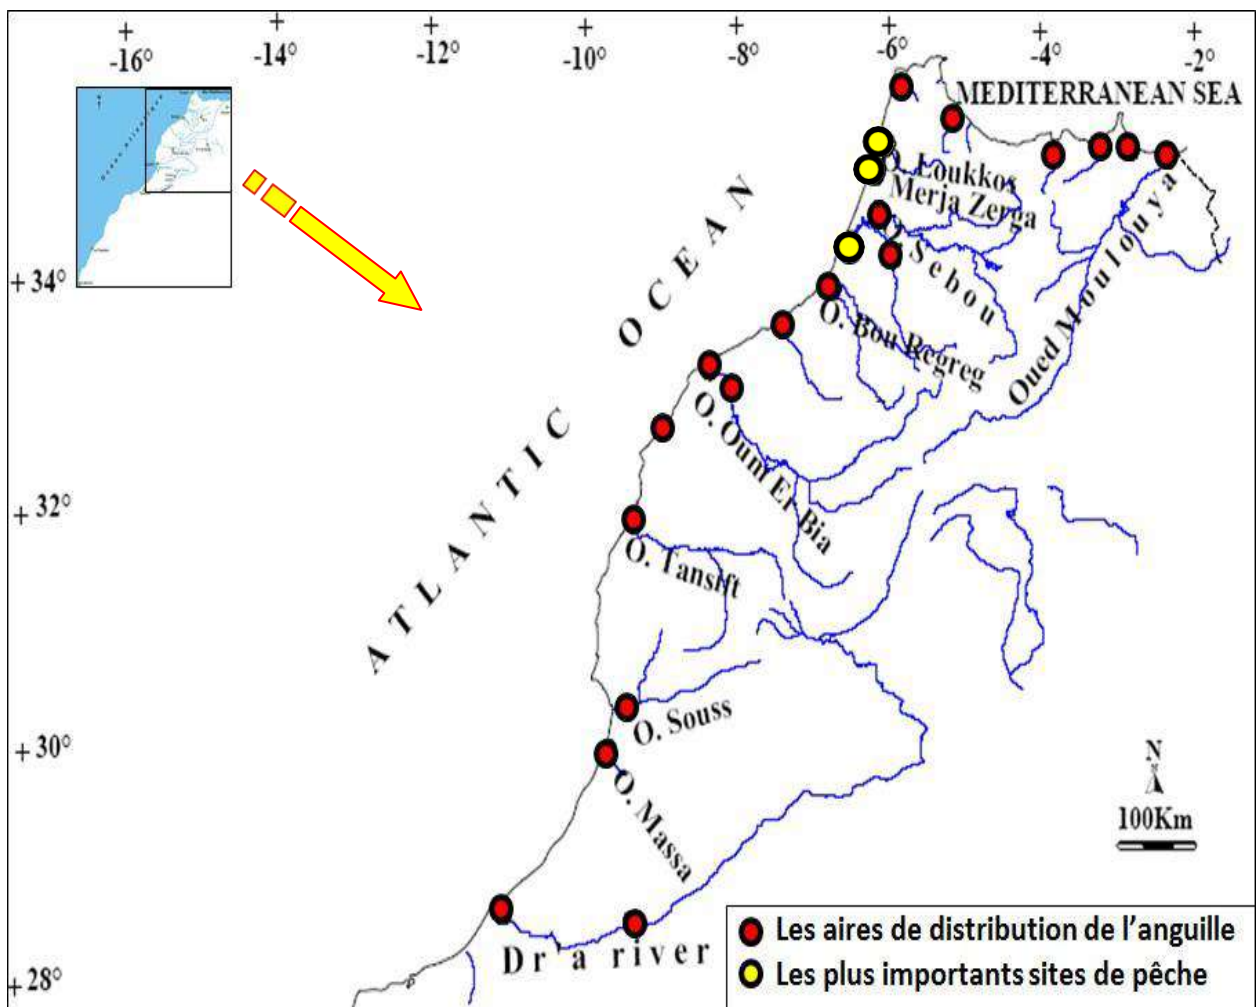 -16°
-12°
-10°
-8°
-6°
-4°
-2°
MEDITERRANEAN SEA
O. Loukkos
Merja Zerga
O. Sebou
O. Bou Regreg
Oued Moulouya
ATLANTIC OCEAN
O. Oum Er Bia
O. Tansift
O. Souss
O. Massa
Dr'a river
34°
32°
30°
28°
N
100Km
Les aires de distribution de l'anguille
Les plus importants sites de pêche